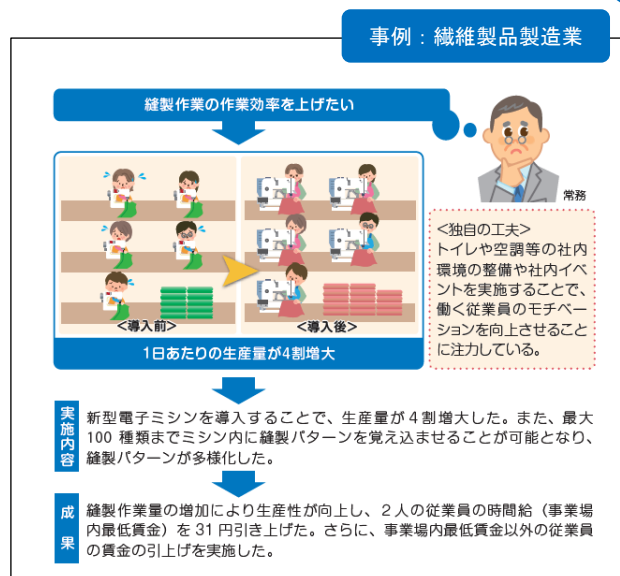 事例：繊維製品製造業
縫製作業の作業効率を上げたい
常務
<導入前>
<導入後>
1日あたりの生産量が4割増大
<独自の工夫>
トイレや空調等の社内
環境の整備や社内イベ
ントを実施することで、
働く従業員のモチベー
ションを向上させること
に注力している。
実施内容
新型電子ミシンを導入することで、生産量が4割増大した。また、最大
100 種類までミシン内に縫製パターンを覚え込ませることが可能となり、
縫製パターンが多様化した。
成果
縫製作業量の増加により生産性が向上し、2人の従業員の時間給（事業場
内最低賃金）を 31 円引き上げた。さらに、事業場内最低賃金以外の従業員
の賃金の引上げを実施した。